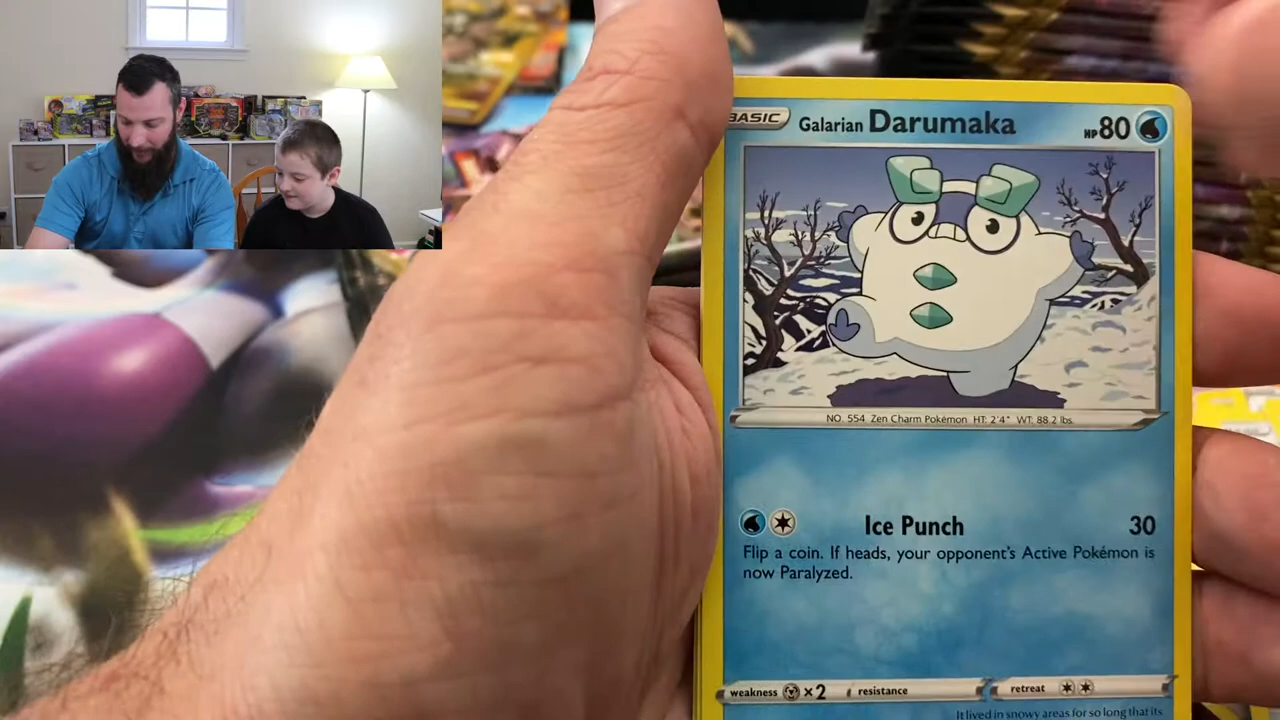 BASIC Galarian Darumaka HP 80
NO. 554 Zen Charm Pokémon HT: 2'4" WT: 88.2 lbs.
Ice Punch 30
Flip a coin. If heads, your opponent's Active Pokémon is
now Paralyzed.
weakness ×2 resistance retreat
It lived in snowy areas for so long that its